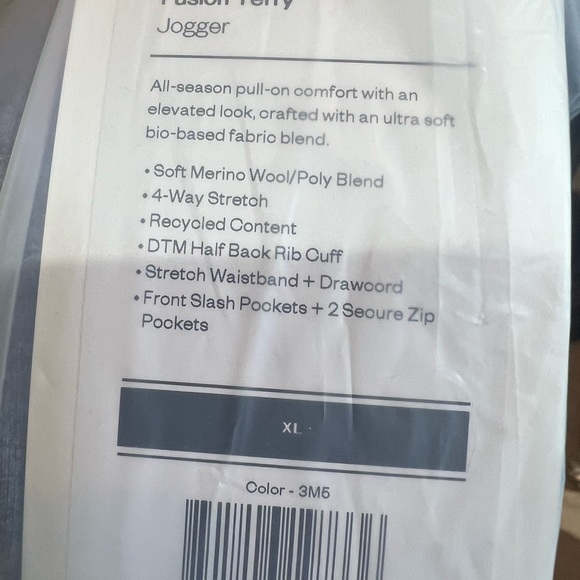 Fusion Terry
Jogger
All-season pull-on comfort with an
elevated look, crafted with an ultra soft
bio-based fabric blend.
• Soft Merino Wool/Poly Blend
• 4-Way Stretch
• Recycled Content
• DTM Half Back Rib Cuff
• Stretch Waistband + Drawcord
• Front Slash Pockets + 2 Secure Zip
Pockets
XL
Color - 3M5